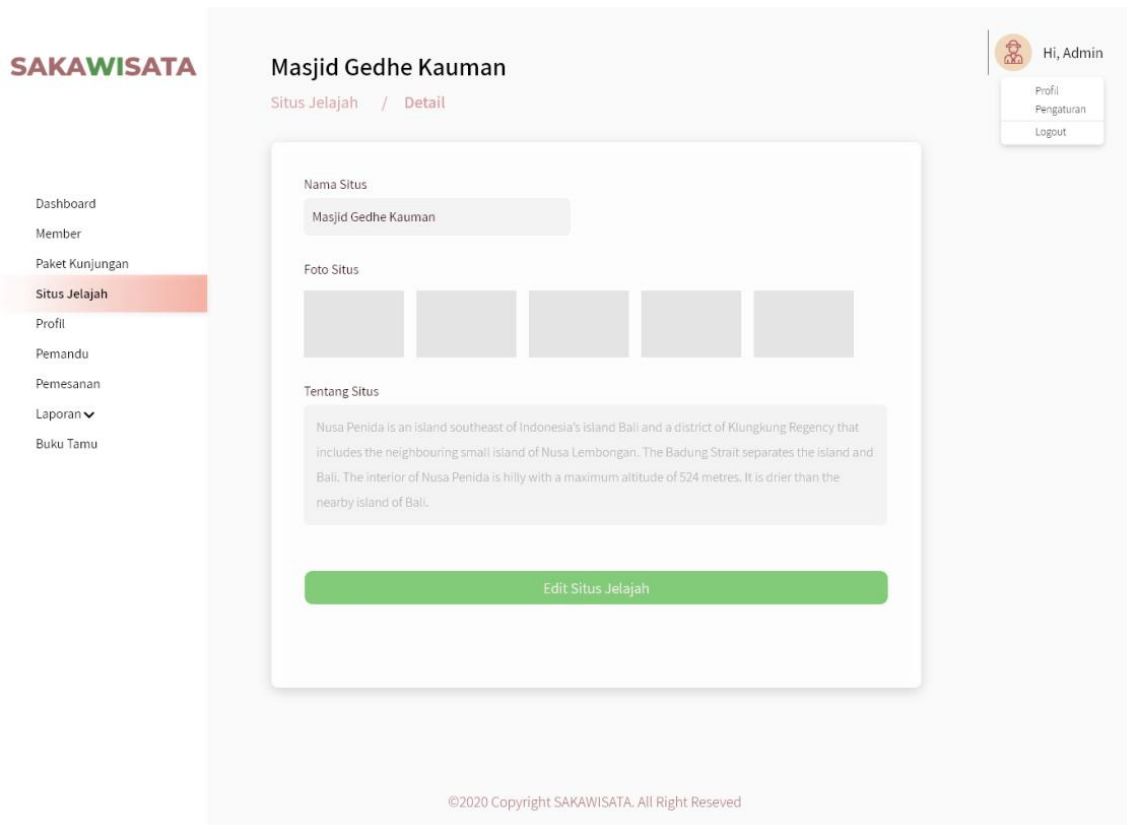 SAKAWISATA
Masjid Gedhe Kauman
Situs Jelajah / Detail
Hi, Admin
Profil
Pengaturan
Logout
Dashboard
Member
Paket Kunjungan
Situs Jelajah
Profil
Pemandu
Pemesanan
Laporan
Buku Tamu
Nama Situs
Masjid Gedhe Kauman
Foto Situs
Tentang Situs
Nusa Penida is an island southeast of Indonesia's island Bali and a district of Klungkung Regency that
includes the neighbouring small island of Nusa Lembongan. The Badung Strait separates the island and
Bali. The interior of Nusa Penida is hilly with a maximum altitude of 524 metres. It is drier than the
nearby island of Bali.
Edit Situs Jelajah
©2020 Copyright SAKAWISATA. All Right Reseved